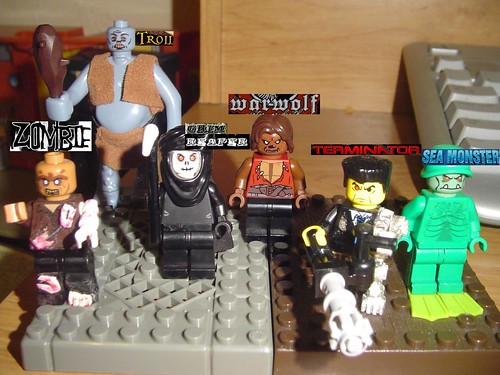 Troll
ZOMBIE
GRIM
REAPER
warwolf
TERMINATOR
SEA MONSTER